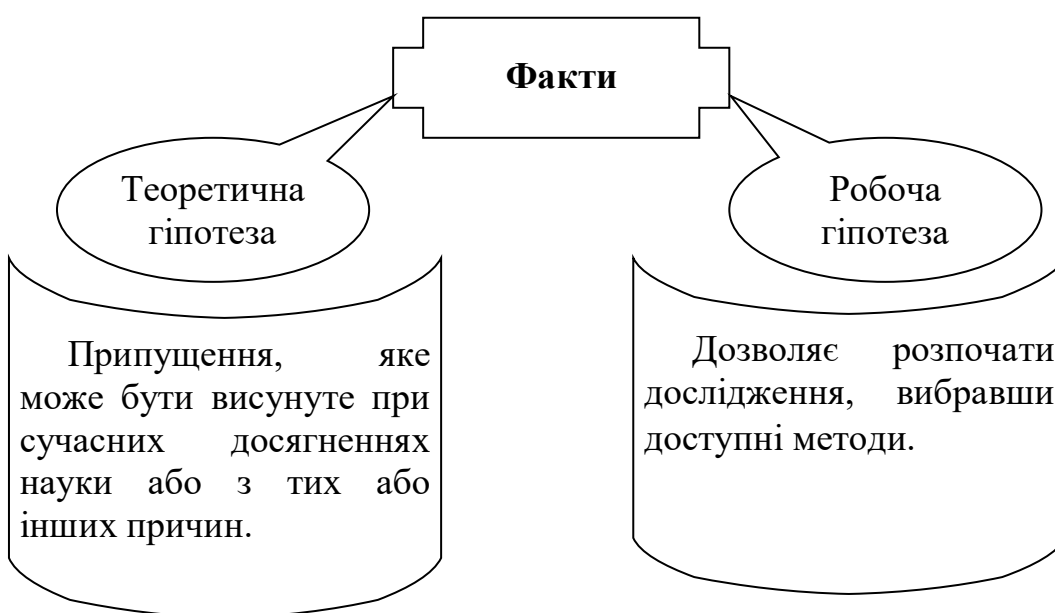 Факти
Теоретична
гіпотеза
Робоча
гіпотеза
Припущення, яке
може бути висунуте при
сучасних досягненнях
науки або з тих або
інших причин.
Дозволяє розпочати
дослідження, вибравши
доступні методи.